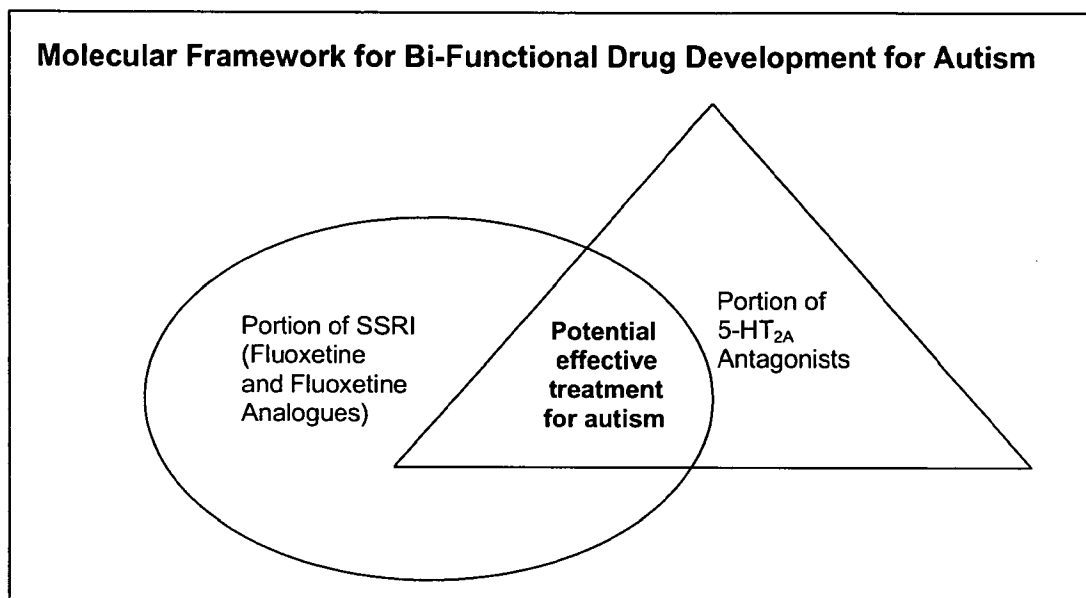 Molecular Framework for Bi-Functional Drug Development for Autism
Portion of SSRI
(Fluoxetine
and Fluoxetine
Analogues)
Potential
effective
treatment
for autism
Portion of
5-HT2A
Antagonists